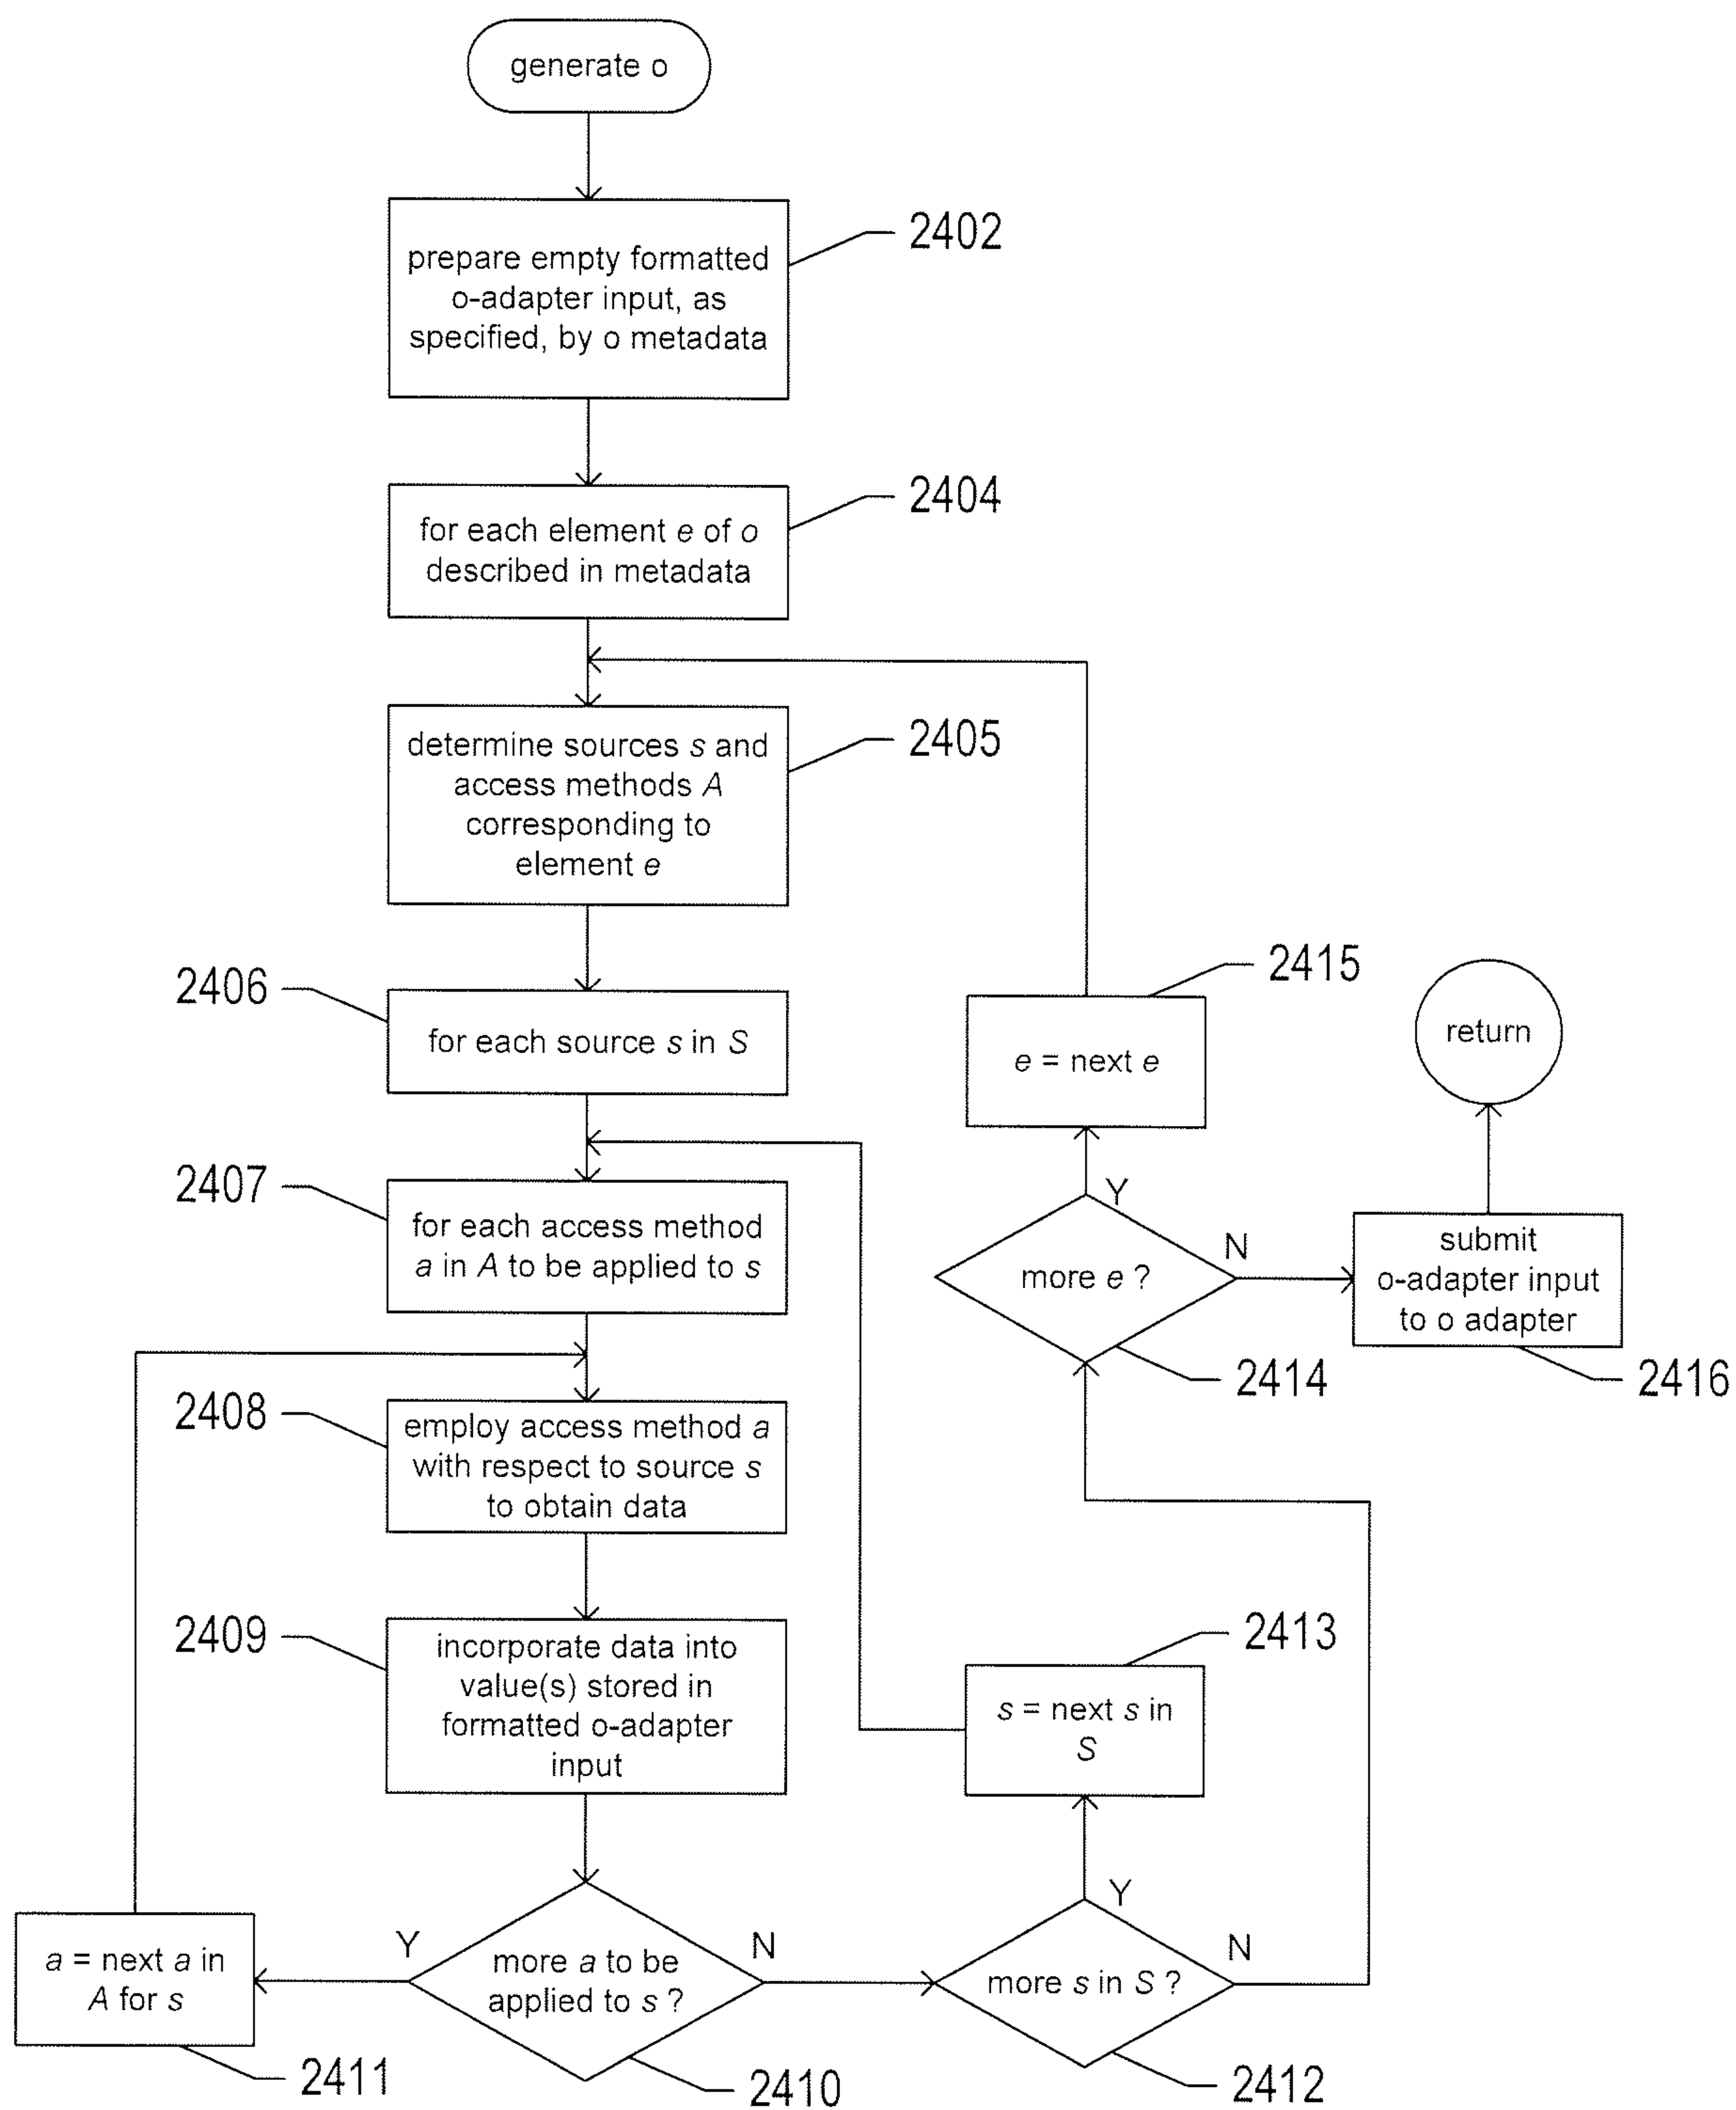 generate o
2402
prepare empty formatted
o-adapter input, as
specified, by o metadata
2404
for each element e of o
described in metadata
2405
determine sources s and
access methods A
corresponding to
element e
2406
for each source s in S
2407
for each access method
a in A to be applied to s
2408
employ access method a
with respect to source s
to obtain data
2409
incorporate data into
value(s) stored in
formatted o-adapter
input
Y
more a to be
applied to s ?
N
2410
a = next a in
A for s
2411
more s in S ?
Y
N
2412
s = next s in
S
2413
more e ?
Y
N
2414
e = next e
2415
submit
o-adapter input
to o adapter
2416
return